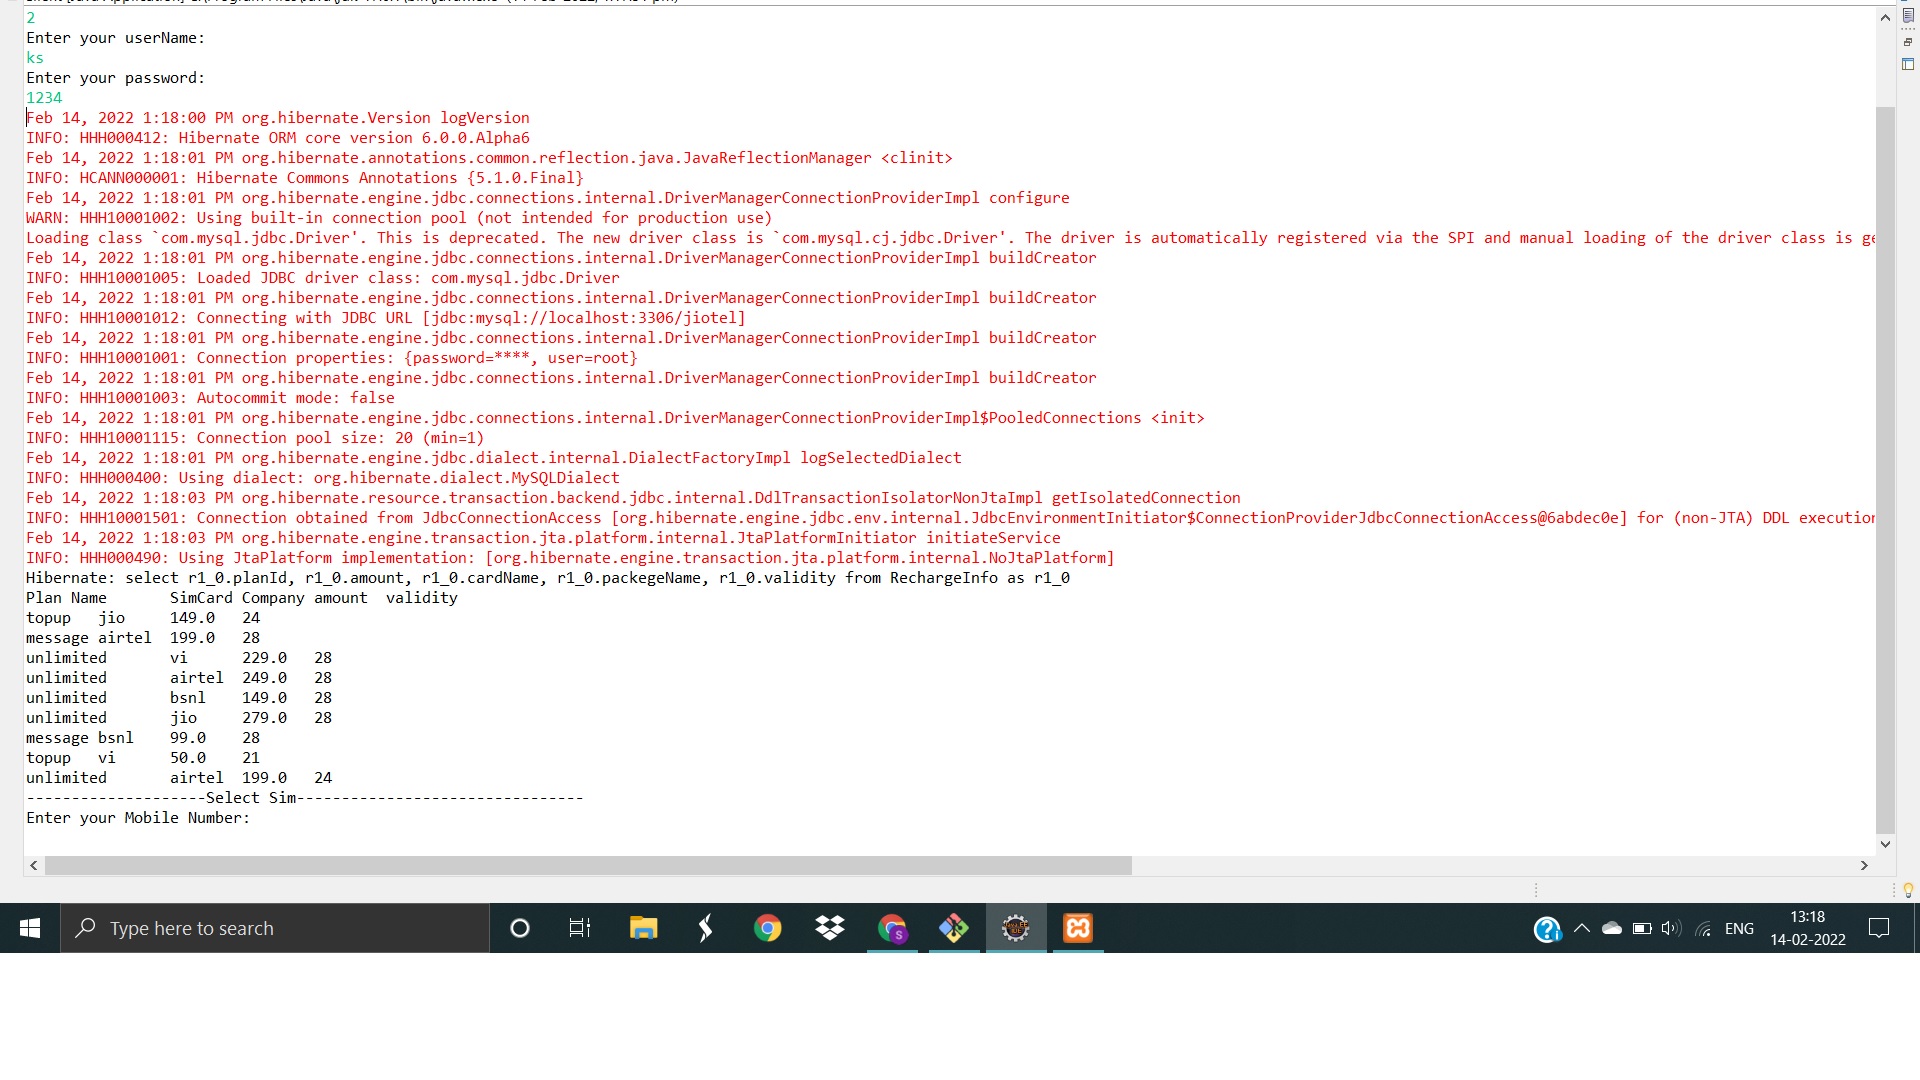 2
Enter your userName:
ks
Enter your password:
1234
Feb 14, 2022 1:18:00 PM org.hibernate.Version logVersion
INFO: HHH000412: Hibernate ORM core version 6.0.0.Alpha6
Feb 14, 2022 1:18:01 PM org.hibernate.annotations.common.reflection.java.JavaReflectionManager <clinit>
INFO: HCANN000001: Hibernate Commons Annotations {5.1.0.Final}
Feb 14, 2022 1:18:01 PM org.hibernate.engine.jdbc.connections.internal.DriverManagerConnectionProviderImpl configure
WARN: HHH10001002: Using built-in connection pool (not intended for production use)
Loading class `com.mysql.jdbc.Driver'. This is deprecated. The new driver class is `com.mysql.cj.jdbc.Driver'. The driver is automatically registered via the SPI and manual loading of the driver class is
Feb 14, 2022 1:18:01 PM org.hibernate.engine.jdbc.connections.internal.DriverManagerConnectionProviderImpl buildCreator
INFO: HHH10001005: Loaded JDBC driver class: com.mysql.jdbc.Driver
Feb 14, 2022 1:18:01 PM org.hibernate.engine.jdbc.connections.internal.DriverManagerConnectionProviderImpl buildCreator
INFO: HHH10001012: Connecting with JDBC URL [jdbc:mysql://localhost:3306/jiotel]
Feb 14, 2022 1:18:01 PM org.hibernate.engine.jdbc.connections.internal.DriverManagerConnectionProviderImpl buildCreator
INFO: HHH10001001: Connection properties: {password=****, user=root}
Feb 14, 2022 1:18:01 PM org.hibernate.engine.jdbc.connections.internal.DriverManagerConnectionProviderImpl buildCreator
INFO: HHH10001003: Autocommit mode: false
Feb 14, 2022 1:18:01 PM org.hibernate.engine.jdbc.connections.internal.DriverManagerConnectionProviderImpl$PooledConnections <init>
INFO: HHH10001115: Connection pool size: 20 (min=1)
Feb 14, 2022 1:18:01 PM org.hibernate.engine.jdbc.dialect.internal.DialectFactoryImpl logSelectedDialect
INFO: HHH000400: Using dialect: org.hibernate.dialect.MySQLDialect
Feb 14, 2022 1:18:03 PM org.hibernate.resource.transaction.backend.jdbc.internal.DdlTransactionIsolatorNonJtaImpl getIsolatedConnection
INFO: HHH10001501: Connection obtained from JdbcConnectionAccess [org.hibernate.engine.jdbc.env.internal.JdbcEnvironmentInitiator$ConnectionProviderJdbcConnectionAccess@6abdec0e] for (non-JTA) DDL execution
Feb 14, 2022 1:18:03 PM org.hibernate.engine.transaction.jta.platform.internal.JtaPlatformInitiator initiateService
INFO: HHH000490: Using JtaPlatform implementation: [org.hibernate.engine.transaction.jta.platform.internal.NoJtaPlatform]
Hibernate: select r1_0.planId, r1_0.amount, r1_0.cardName, r1_0.packegeName, r1_0.validity from RechargeInfo as r1_0
Plan Name       SimCard Company amount  validity
topup   jio     149.0   24
message airtel  199.0   28
unlimited       vi      229.0   28
unlimited       airtel  249.0   28
unlimited       bsnl    149.0   28
unlimited       jio     279.0   28
message bsnl    99.0    28
topup   vi      50.0    21
unlimited       airtel  199.0   24
--------------------Select Sim--------------------------------
Enter your Mobile Number:
Type here to search
ENG
13:18
14-02-2022